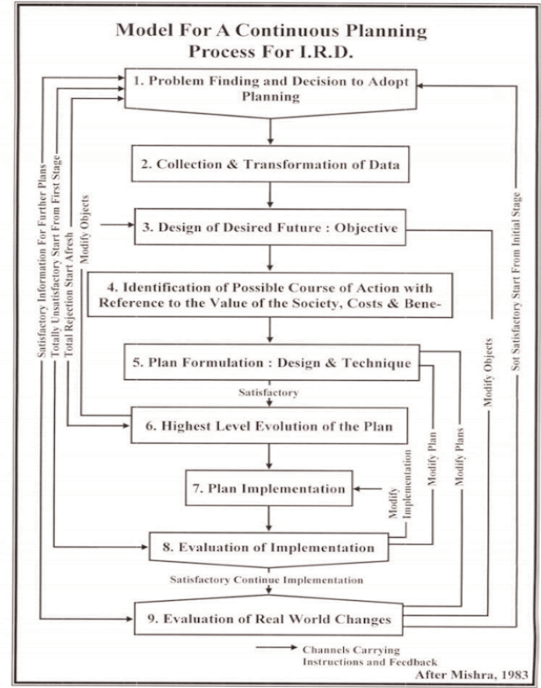 Model For A Continuous Planning
Process For I.R.D.
1. Problem Finding and Decision to Adopt
Planning
2. Collection & Transformation of Data
3. Design of Desired Future : Objective
4. Identification of Possible Course of Action with
Reference to the Value of the Society, Costs & Bene-
5. Plan Formulation : Design & Technique
Satisfactory
6. Highest Level Evolution of the Plan
7. Plan Implementation
8. Evaluation of Implementation
Satisfactory Continue Implementation
9. Evaluation of Real World Changes
Satisfactory Information For Further Plans
Totally Unsatisfactory Start From First Stage
Total Rejection Start Afresh
Modify Objects
Modify
Implementation
Modify Plan
Modify Plans
Modify Objects
Sot Satisfactory Start From Initial Stage
Channels Carrying
Instructions and Feedback
After Mishra, 1983